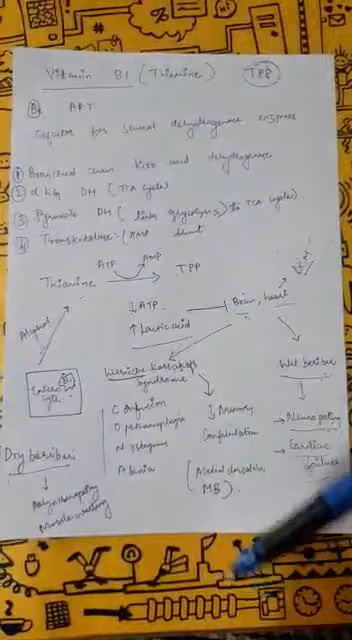 Vitamin B1 (Thiamine) TPP
B1 APT
Cofactor for several dehydrogenase enzymes
① Branched chain Keto acid dehydrogenase
② α KG DH (TCA cycle)
③ Pyruvate DH (links glycolysis to TCA cycle)
④ Transketolase (HMP shunt)
ATP AMP
Thiamine TPP
↓ ATP Brain, heart
↑ Lactic acid
Alcohol
Wernicke Korsakoff
Syndrome
Wet beriberi
Confusion
Ophthalmoplegia
Nystagmus
Ataxia
↓ Memory
Confabulation
(Medial dorsal
MB)
→ Neuropathy
→ Cardiac
failure
B1
Dry beriberi
Polyneuropathy
Muscle wasting